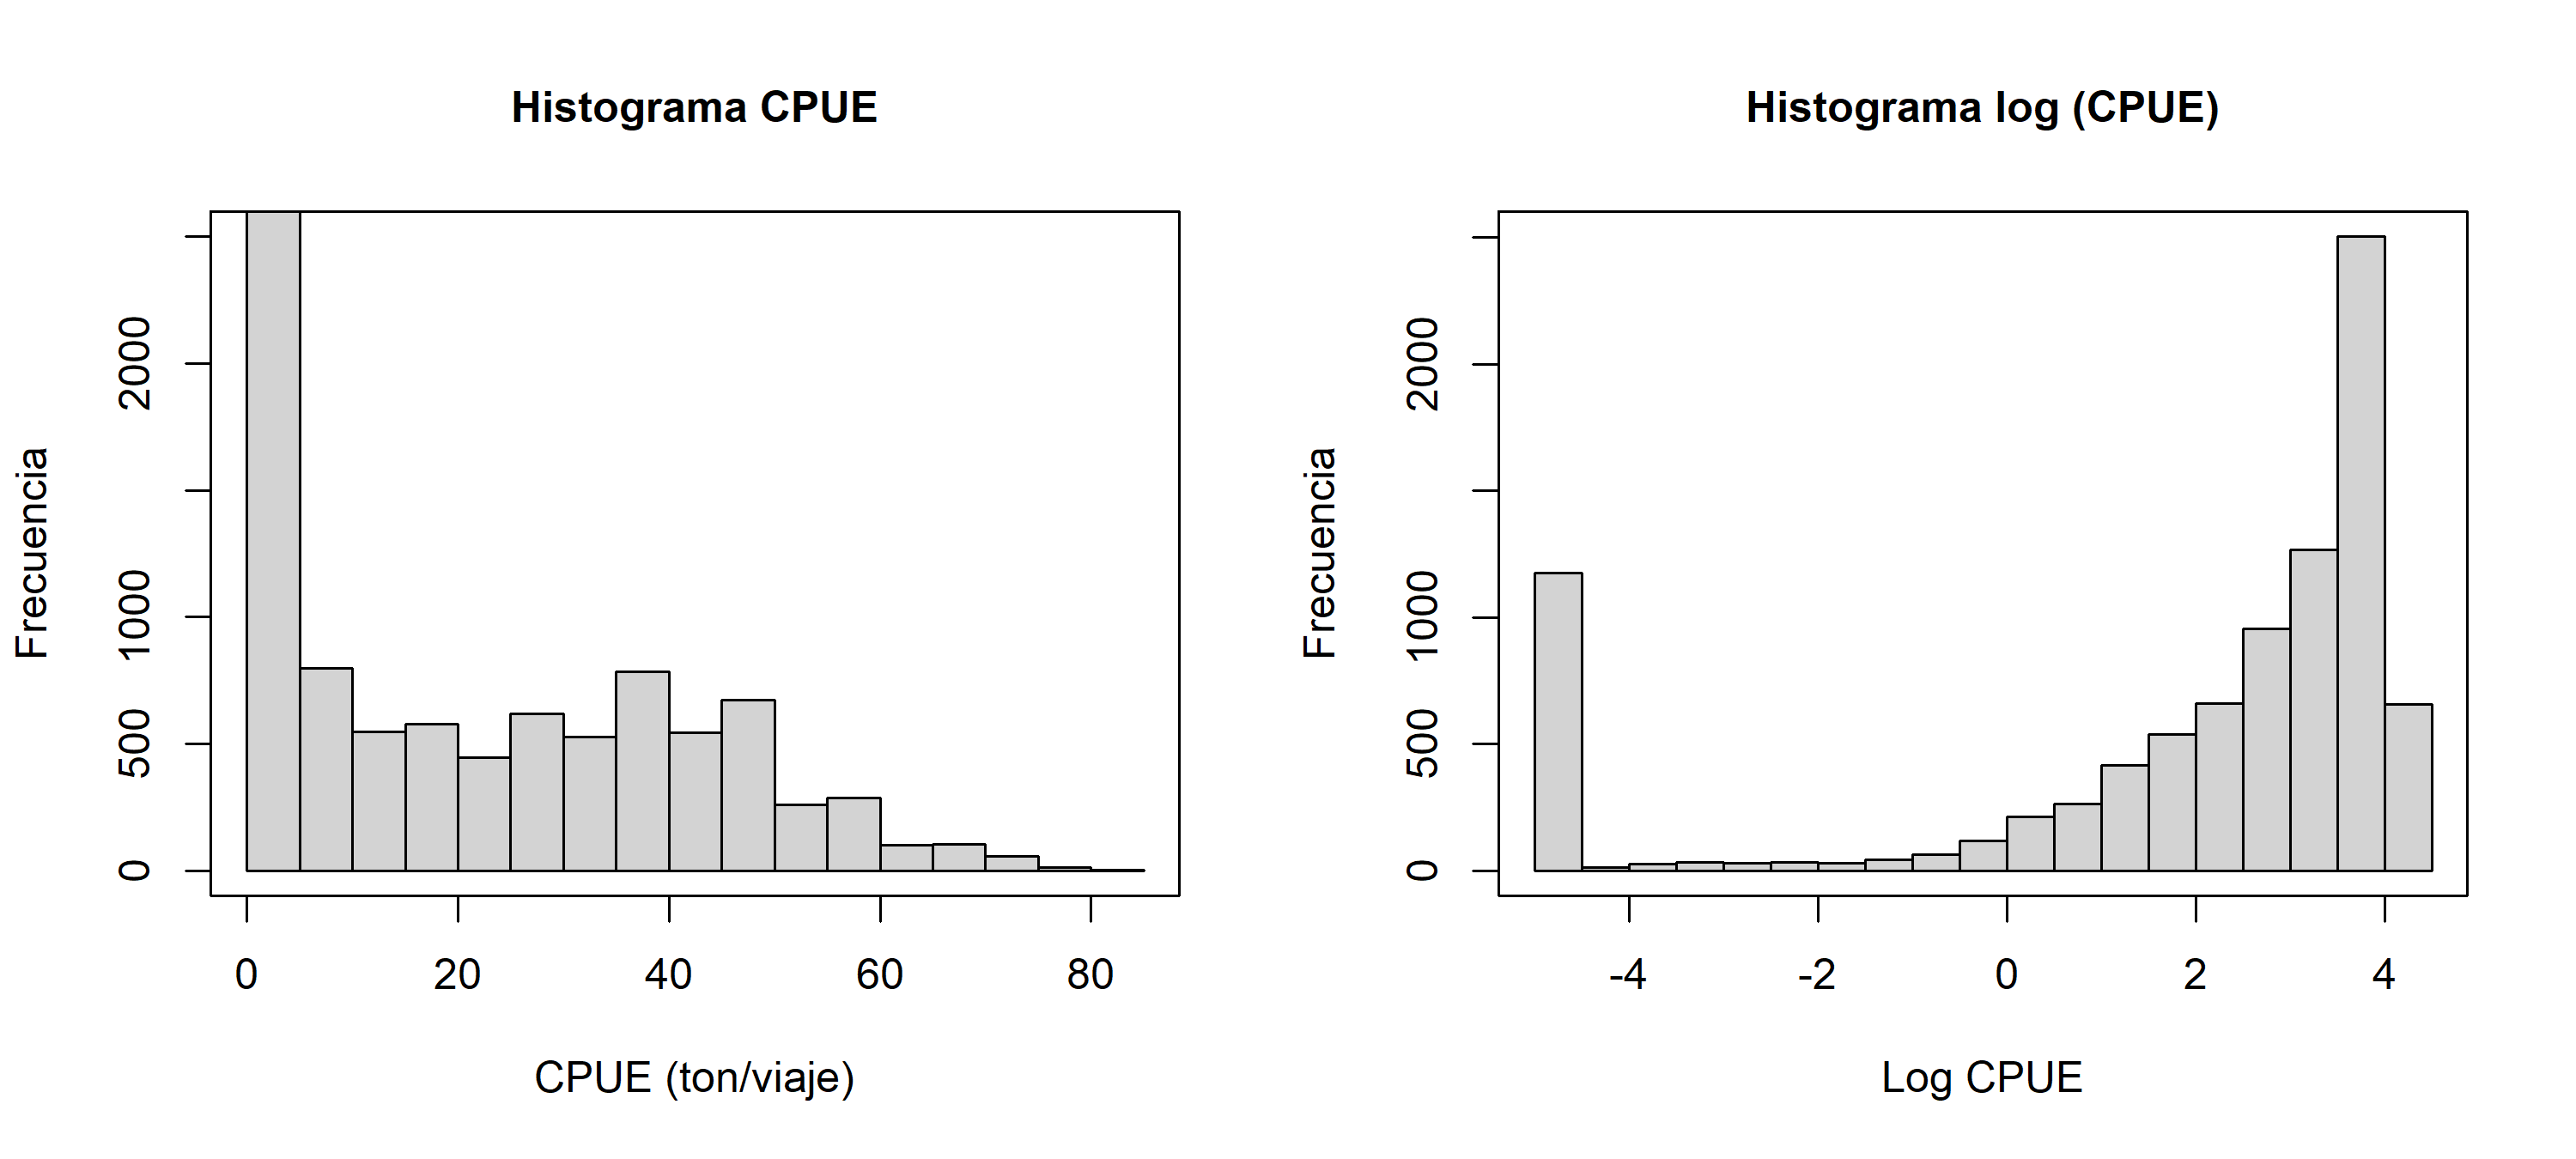 Histograma CPUE
Frecuencia
2000
1000
500
0
0 20 40 60 80
CPUE (ton/viaje)
Histograma log (CPUE)
Frecuencia
2000
1000
500
0
-4 -2 0 2 4
Log CPUE